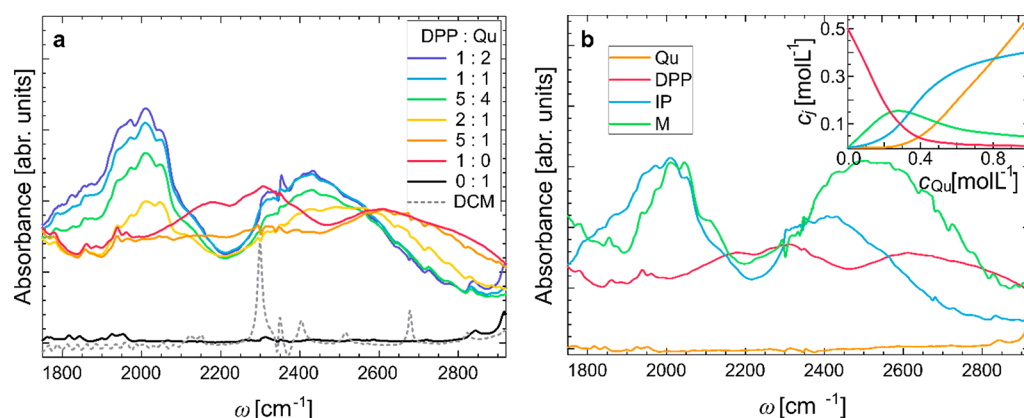 a
DPP : Qu
1 : 2
1 : 1
5 : 4
2 : 1
5 : 1
1 : 0
0 : 1
DCM
Absorbance [abr. units]
1800 2000 2200 2400 2600 2800
ω [cm⁻¹]
b
Qu
DPP
IP
M
Absorbance [abr. units]
1800 2000 2200 2400 2600 2800
ω [cm⁻¹]
0.5
0.3
0.1
cⱼ [molL⁻¹]
0.0 0.4 0.8
c_Qu[molL⁻¹]